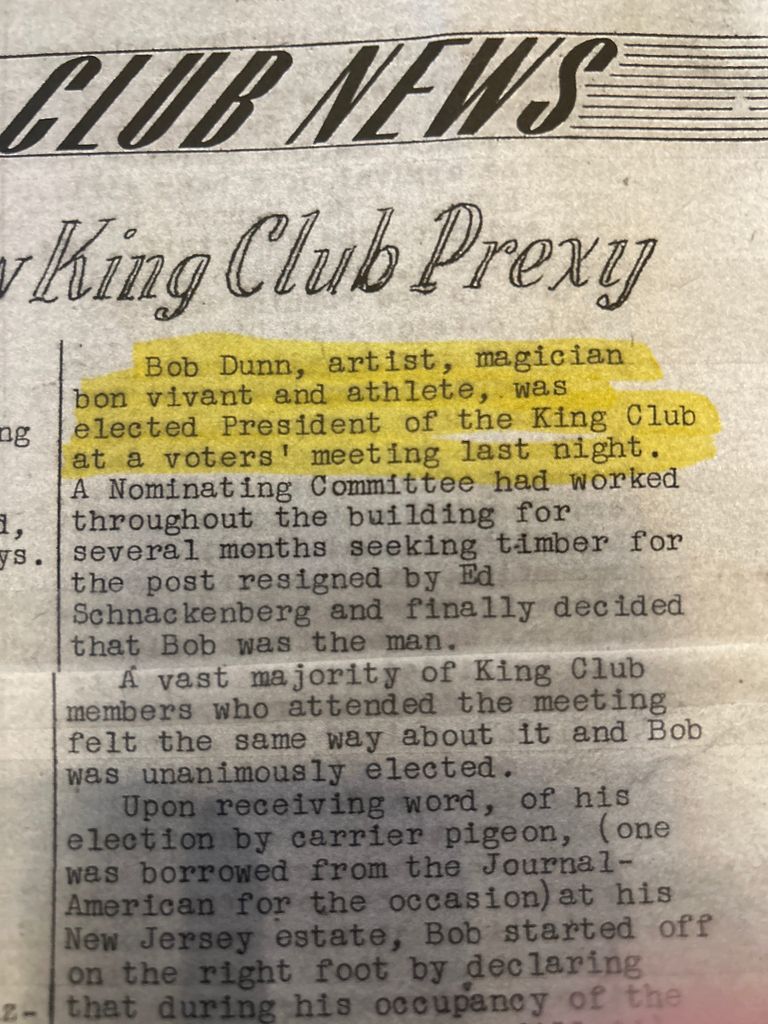 CLUB NEWS
King Club Prexy
Bob Dunn, artist, magician
bon vivant and athlete, was
elected President of the King Club
at a voters' meeting last night.
A Nominating Committee had worked
throughout the building for
several months seeking timber for
the post resigned by Ed
Schnackenberg and finally decided
that Bob was the man.
A vast majority of King Club
members who attended the meeting
felt the same way about it and Bob
was unanimously elected.
Upon receiving word, of his
election by carrier pigeon, (one
was borrowed from the Journal-
American for the occasion)at his
New Jersey estate, Bob started off
on the right foot by declaring
that during his occupancy of the
ng
d,
ys.
z-